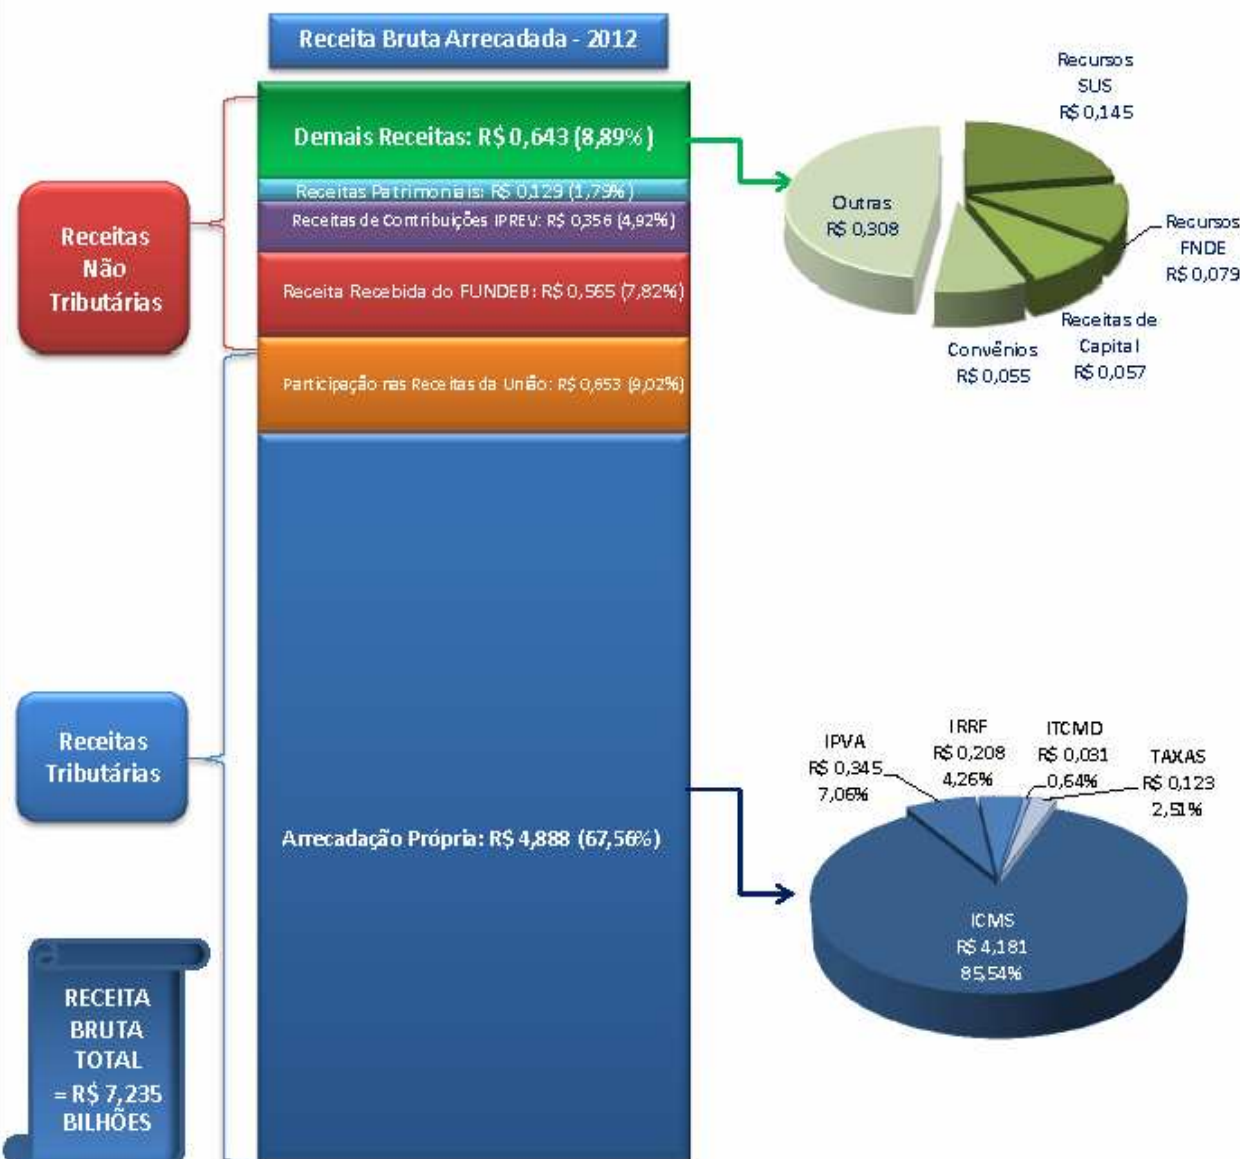 Receita Bruta Arrecadada - 2012
Demais Receitas: R$ 0,643 (8,89%)
Receitas Patrimoniais: R$ 0,129 (1,79%)
Receitas de Contribuições IPREV: R$ 0,356 (4,92%)
Receita Recebida do FUNDEB: R$ 0,565 (7,82%)
Participação nas Receitas da União: R$ 0,653 (9,02%)
Arrecadação Própria: R$ 4,888 (67,56%)
Receitas
Não
Tributárias
Receitas
Tributárias
RECEITA
BRUTA
TOTAL
= R$ 7,235
BILHÕES
Recursos
SUS
R$ 0,145
Outras
R$ 0,308
Recursos
FNDE
R$ 0,079
Receitas de
Capital
R$ 0,057
Convênios
R$ 0,055
IPVA
R$ 0,345
7,06%
IRRF
R$ 0,208
4,26%
ITCMD
R$ 0,031
0,64%
TAXAS
R$ 0,123
2,51%
ICMS
R$ 4,181
85,54%